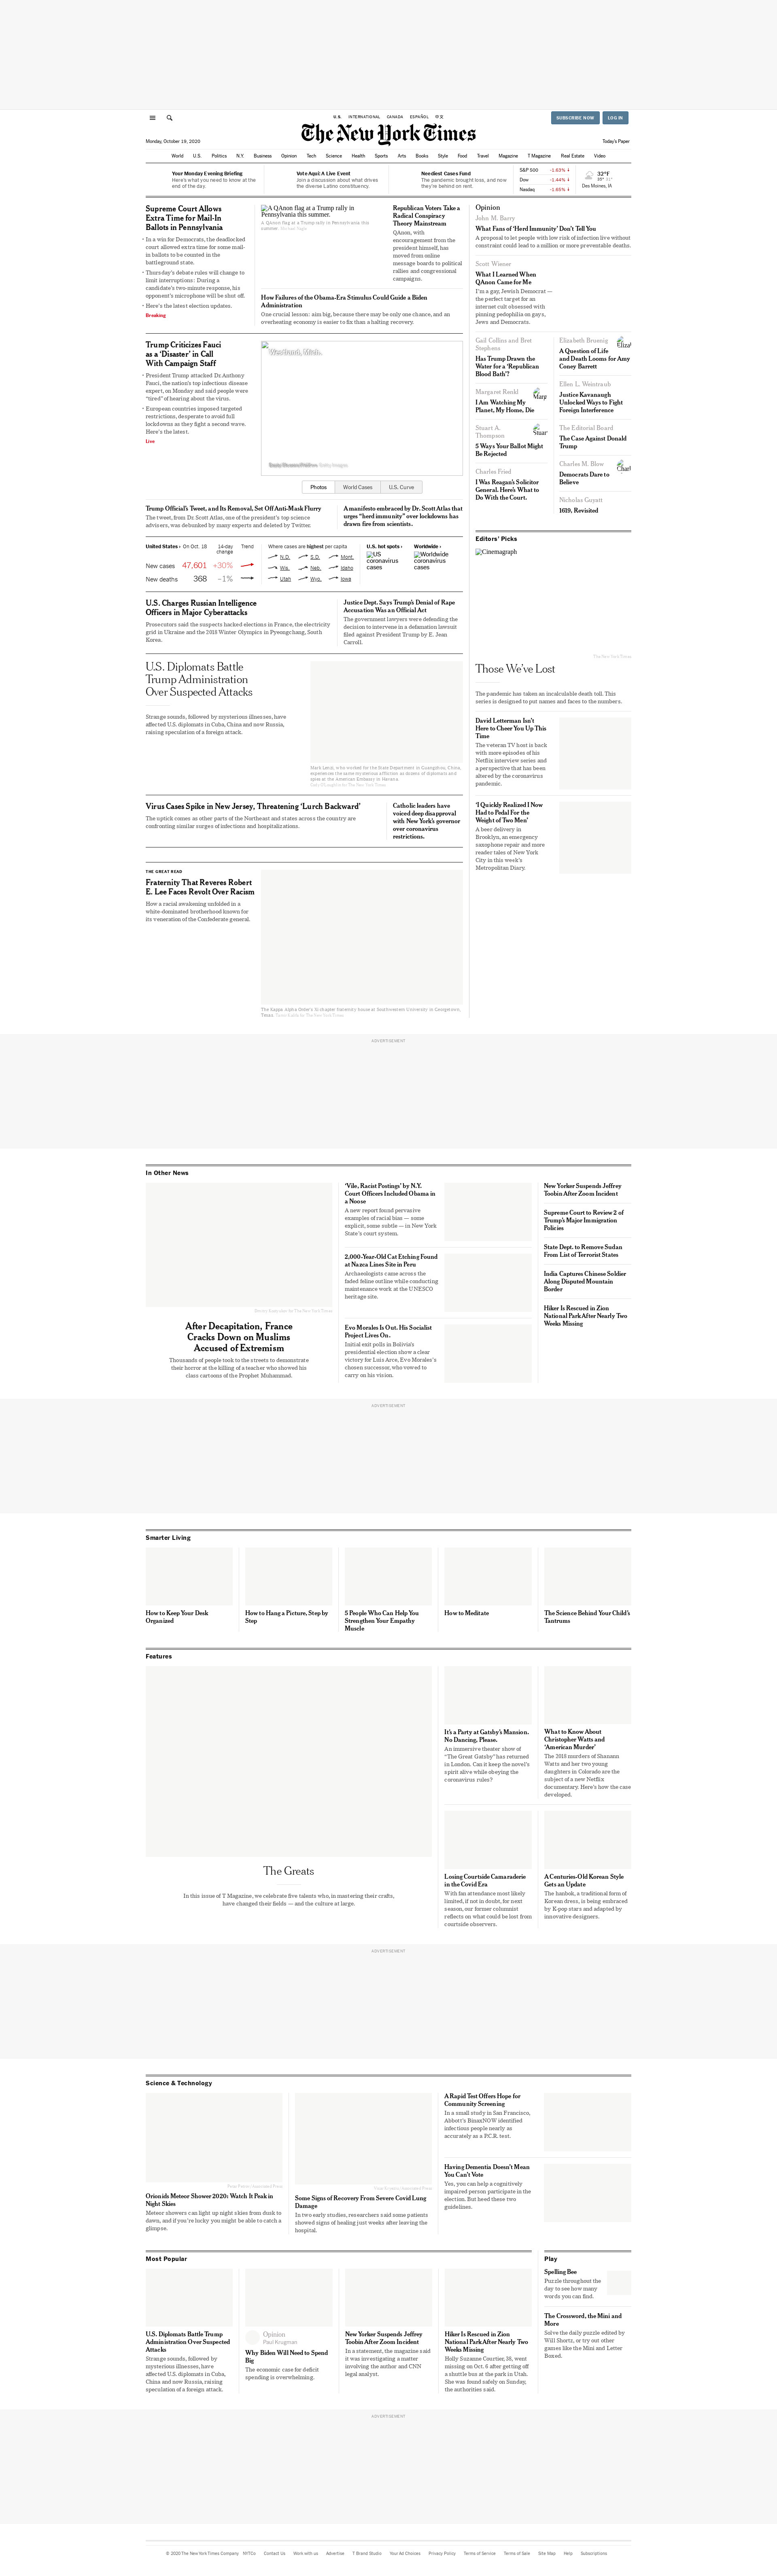 U.S. INTERNATIONAL CANADA ESPAÑOL 中文
SUBSCRIBE NOW LOG IN
The New York Times
Monday, October 19, 2020
Today's Paper
World U.S. Politics N.Y. Business Opinion Tech Science Health Sports Arts Books Style Food Travel Magazine T Magazine Real Estate Video
Your Monday Evening Briefing
Here's what you need to know at the
end of the day.
Vote Aquí: A Live Event
Join a discussion about what drives
the diverse Latino constituency.
Neediest Cases Fund
The pandemic brought loss, and now
they're behind on rent.
S&P 500 -1.63% ↓
Dow -1.44% ↓
Nasdaq -1.65% ↓
32°F
Des Moines, IA
Supreme Court Allows
Extra Time for Mail-In
Ballots in Pennsylvania
• In a win for Democrats, the deadlocked
court allowed extra time for some mail-
in ballots to be counted in the
battleground state.
• Thursday's debate rules will change to
limit interruptions: During a
candidate's two-minute response, his
opponent's microphone will be shut off.
• Here's the latest election updates.
Breaking
A QAnon flag at a Trump rally in
Pennsylvania this summer.
A QAnon flag at a Trump rally in Pennsylvania this
summer.
Republican Voters Take a
Radical Conspiracy
Theory Mainstream
QAnon, with
encouragement from the
president himself, has
moved from online
message boards to political
rallies and congressional
campaigns.
How Failures of the Obama-Era Stimulus Could Guide a Biden
Administration
One crucial lesson: aim big, because there may be only one chance, and an
overheating economy is easier to fix than a halting recovery.
Trump Criticizes Fauci
as a 'Disaster' in Call
With Campaign Staff
• President Trump attacked Dr. Anthony
Fauci, the nation's top infectious disease
expert, on Monday and said people were
"tired" of hearing about the virus.
• European countries imposed targeted
restrictions, desperate to avoid full
lockdowns as they fight a second wave.
Here's the latest.
Live
Westland, Mich.
Photos World Cases U.S. Curve
Trump Official's Tweet, and Its Removal, Set Off Anti-Mask Flurry
The tweet, from Dr. Scott Atlas, one of the president's top science
advisers, was debunked by many experts and deleted by Twitter.
A manifesto embraced by Dr. Scott Atlas that
urges "herd immunity" over lockdowns has
drawn fire from scientists.
United States › On Oct. 18 14-day
change Trend
New cases 47,601 +30%
New deaths 368 –1%
Where cases are highest per capita
N.D. S.D. Mont.
Wis. Neb. Idaho
Utah Wyo. Iowa
U.S. hot spots ›
US
coronavirus
cases
Worldwide ›
Worldwide
coronavirus
cases
U.S. Charges Russian Intelligence
Officers in Major Cyberattacks
Prosecutors said the suspects hacked elections in France, the electricity
grid in Ukraine and the 2018 Winter Olympics in Pyeongchang, South
Korea.
Justice Dept. Says Trump's Denial of Rape
Accusation Was an Official Act
The government lawyers were defending the
decision to intervene in a defamation lawsuit
filed against President Trump by E. Jean
Carroll.
U.S. Diplomats Battle
Trump Administration
Over Suspected Attacks
Strange sounds, followed by mysterious illnesses, have
affected U.S. diplomats in Cuba, China and now Russia,
raising speculation of a foreign attack.
Mark Lenzi, who worked for the State Department in Guangzhou, China,
experiences the same mysterious affliction as dozens of diplomats and
spies at the American Embassy in Havana.
Virus Cases Spike in New Jersey, Threatening 'Lurch Backward'
The uptick comes as other parts of the Northeast and states across the country are
confronting similar surges of infections and hospitalizations.
Catholic leaders have
voiced deep disapproval
with New York's governor
over coronavirus
restrictions.
THE GREAT READ
Fraternity That Reveres Robert
E. Lee Faces Revolt Over Racism
How a racial awakening unfolded in a
white-dominated brotherhood known for
its veneration of the Confederate general.
The Kappa Alpha Order's Xi chapter fraternity house at Southwestern University in Georgetown,
Texas.
Opinion
John M. Barry
What Fans of 'Herd Immunity' Don't Tell You
A proposal to let people with low risk of infection live without
constraint could lead to a million or more preventable deaths.
Scott Wiener
What I Learned When
QAnon Came for Me
I'm a gay, Jewish Democrat —
the perfect target for an
internet cult obsessed with
pinning pedophilia on gays,
Jews and Democrats.
Gail Collins and Bret
Stephens
Has Trump Drawn the
Water for a 'Republican
Blood Bath'?
Margaret Renkl
I Am Watching My
Planet, My Home, Die
Stuart A.
Thompson
5 Ways Your Ballot Might
Be Rejected
Charles Fried
I Was Reagan's Solicitor
General. Here's What to
Do With the Court.
Elizabeth Bruenig
A Question of Life
and Death Looms for Amy
Coney Barrett
Ellen L. Weintraub
Justice Kavanaugh
Unlocked Ways to Fight
Foreign Interference
The Editorial Board
The Case Against Donald
Trump
Charles M. Blow
Democrats Dare to
Believe
Nicholas Guyatt
1619, Revisited
Editors' Picks
Cinemagraph
The New York Times
Those We've Lost
The pandemic has taken an incalculable death toll. This
series is designed to put names and faces to the numbers.
David Letterman Isn't
Here to Cheer You Up This
Time
The veteran TV host is back
with more episodes of his
Netflix interview series and
a perspective that has been
altered by the coronavirus
pandemic.
'I Quickly Realized I Now
Had to Pedal For the
Weight of Two Men'
A beer delivery in
Brooklyn, an emergency
saxophone repair and more
reader tales of New York
City in this week's
Metropolitan Diary.
ADVERTISEMENT
In Other News
After Decapitation, France
Cracks Down on Muslims
Accused of Extremism
Thousands of people took to the streets to demonstrate
their horror at the killing of a teacher who showed his
class cartoons of the Prophet Muhammad.
'Vile, Racist Postings' by N.Y.
Court Officers Included Obama in
a Noose
A new report found pervasive
examples of racial bias — some
explicit, some subtle — in New York
State's court system.
2,000-Year-Old Cat Etching Found
at Nazca Lines Site in Peru
Archaeologists came across the
faded feline outline while conducting
maintenance work at the UNESCO
heritage site.
Evo Morales Is Out. His Socialist
Project Lives On.
Initial exit polls in Bolivia's
presidential election show a clear
victory for Luis Arce, Evo Morales's
chosen successor, who vowed to
carry on his vision.
New Yorker Suspends Jeffrey
Toobin After Zoom Incident
Supreme Court to Review 2 of
Trump's Major Immigration
Policies
State Dept. to Remove Sudan
From List of Terrorist States
India Captures Chinese Soldier
Along Disputed Mountain
Border
Hiker Is Rescued in Zion
National Park After Nearly Two
Weeks Missing
ADVERTISEMENT
Smarter Living
How to Keep Your Desk
Organized
How to Hang a Picture, Step by
Step
5 People Who Can Help You
Strengthen Your Empathy
Muscle
How to Meditate
The Science Behind Your Child's
Tantrums
Features
The Greats
In this issue of T Magazine, we celebrate five talents who, in mastering their crafts,
have changed their fields — and the culture at large.
It's a Party at Gatsby's Mansion.
No Dancing, Please.
An immersive theater show of
"The Great Gatsby" has returned
in London. Can it keep the novel's
spirit alive while obeying the
coronavirus rules?
What to Know About
Christopher Watts and
'American Murder'
The 2018 murders of Shanann
Watts and her two young
daughters in Colorado are the
subject of a new Netflix
documentary. Here's how the case
developed.
Losing Courtside Camaraderie
in the Covid Era
With fan attendance most likely
limited, if not in doubt, for next
season, our former columnist
reflects on what could be lost from
courtside observers.
A Centuries-Old Korean Style
Gets an Update
The hanbok, a traditional form of
Korean dress, is being embraced
by K-pop stars and adapted by
innovative designers.
ADVERTISEMENT
Science & Technology
Orionids Meteor Shower 2020: Watch It Peak in
Night Skies
Meteor showers can light up night skies from dusk to
dawn, and if you're lucky you might be able to catch a
glimpse.
Some Signs of Recovery From Severe Covid Lung
Damage
In two early studies, researchers said some patients
showed signs of healing just weeks after leaving the
hospital.
A Rapid Test Offers Hope for
Community Screening
In a small study in San Francisco,
Abbott's BinaxNOW identified
infectious people nearly as
accurately as a P.C.R. test.
Having Dementia Doesn't Mean
You Can't Vote
Yes, you can help a cognitively
impaired person participate in the
election. But heed these two
guidelines.
Most Popular
U.S. Diplomats Battle Trump
Administration Over Suspected
Attacks
Strange sounds, followed by
mysterious illnesses, have
affected U.S. diplomats in Cuba,
China and now Russia, raising
speculation of a foreign attack.
Opinion
Paul Krugman
Why Biden Will Need to Spend
Big
The economic case for deficit
spending is overwhelming.
New Yorker Suspends Jeffrey
Toobin After Zoom Incident
In a statement, the magazine said
it was investigating a matter
involving the author and CNN
legal analyst.
Hiker Is Rescued in Zion
National Park After Nearly Two
Weeks Missing
Holly Suzanne Courtier, 38, went
missing on Oct. 6 after getting off
a shuttle bus at the park in Utah.
She was found safely on Sunday,
the authorities said.
Play
Spelling Bee
Puzzle throughout the
day to see how many
words you can find.
The Crossword, the Mini and
More
Solve the daily puzzle edited by
Will Shortz, or try out other
games like the Mini and Letter
Boxed.
ADVERTISEMENT
© 2020 The New York Times Company NYTCo Contact Us Work with us Advertise T Brand Studio Your Ad Choices Privacy Policy Terms of Service Terms of Sale Site Map Help Subscriptions